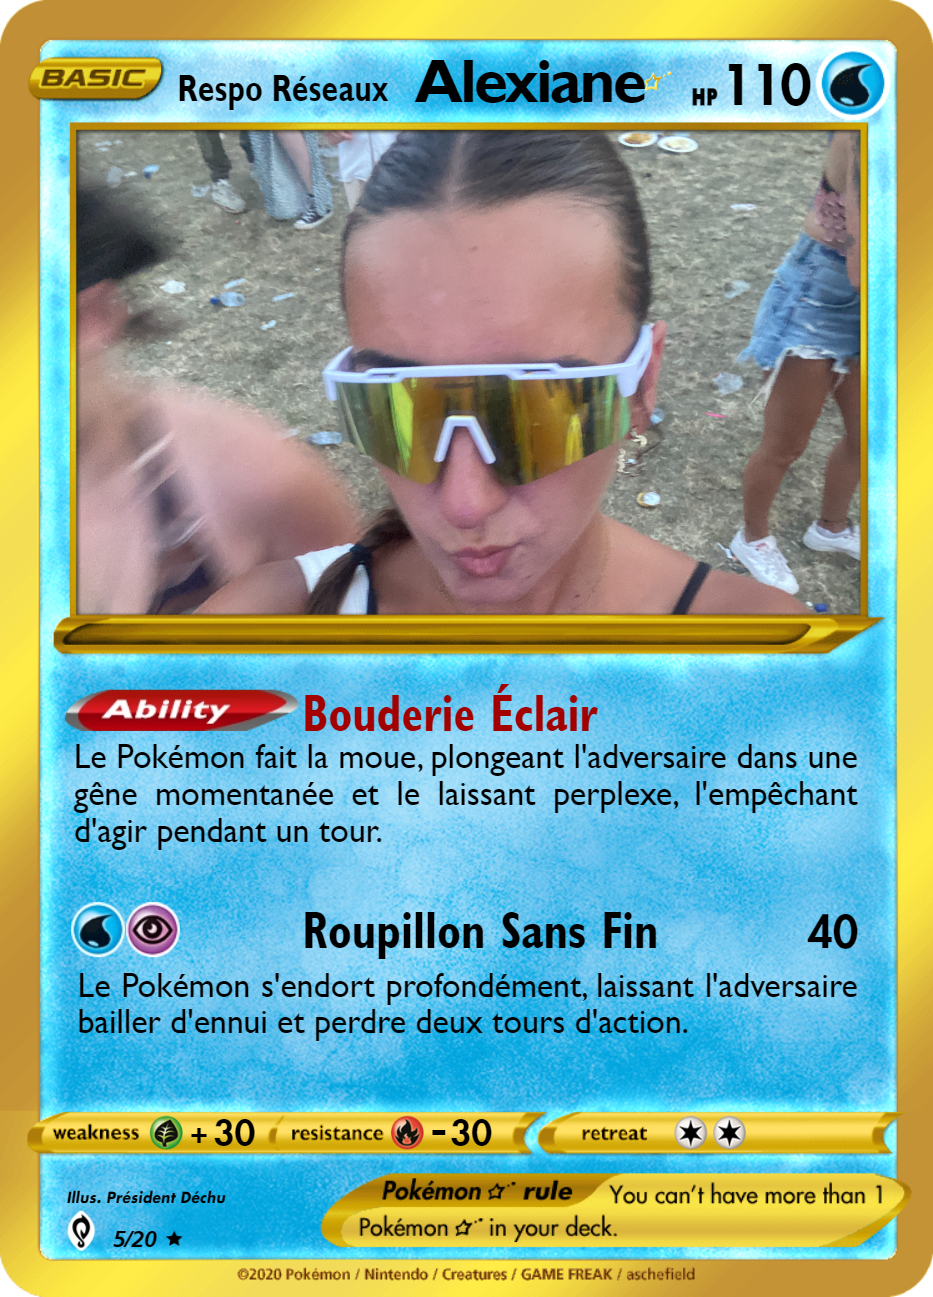 BASIC Respo Réseaux Alexiane HP 110
Ability Bouderie Éclair
Le Pokémon fait la moue, plongeant l'adversaire dans une
gêne momentanée et le laissant perplexe, l'empêchant
d'agir pendant un tour.
Roupillon Sans Fin 40
Le Pokémon s'endort profondément, laissant l'adversaire
bailler d'ennui et perdre deux tours d'action.
weakness +30 resistance -30 retreat
Illus. Président Déchu
5/20
Pokémon rule You can't have more than 1
Pokémon in your deck.
©2020 Pokémon / Nintendo / Creatures / GAME FREAK / aschefield